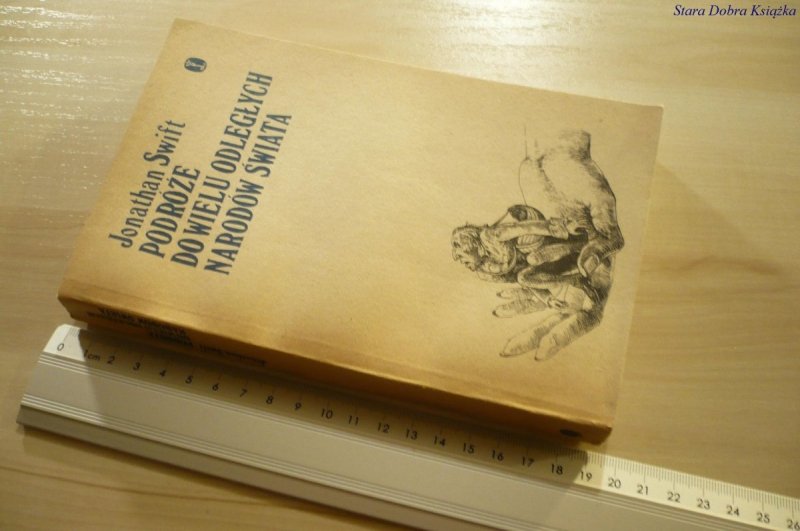 Stara Dobra Książka
Jonathan Swift
PODRÓŻE
DO WIELU ODLEGŁYCH
NARODÓW ŚWIATA
0 1cm 2 3 4 5 6 7 8 9 10 11 12 13 14 15 16 17 18 19 20 21 22 23 24 25 26